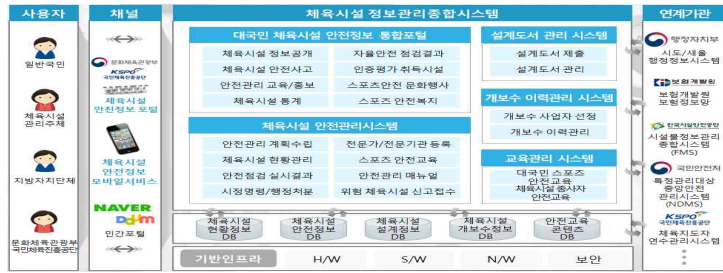 사용자
일반국민
체육시설
관리주체
지방자치단체
문화체육관광부
국민체육진흥공단
채널
문화체육관광부
KSPO
국민체육진흥공단
체육시설
안전정보 포털
체육시설
안전정보
모바일서비스
NAVER
Daum
민간포털
체육시설 정보관리종합시스템
대국민 체육시설 안전정보 통합포털
체육시설 정보공개
자율안전 점검결과
체육시설 안전사고
인증평가 취득시설
안전관리 교육/홍보
스포츠안전 문화행사
체육시설 통계
스포츠 안전복지
체육시설 안전관리시스템
안전관리 계획수립
전문가/전문기관 등록
체육시설 현황관리
스포츠 안전교육
안전점검 실시결과
안전관리 매뉴얼
시정명령/행정처분
위험 체육시설 신고접수
설계도서 관리 시스템
설계도서 제출
설계도서 관리
개보수 이력관리 시스템
개보수 사업자 선정
개보수 이력관리
교육관리 시스템
대국민 스포츠
안전교육
체육시설 종사자
안전교육
체육시설
현황정보
DB
체육시설
안전정보
DB
체육시설
설계정보
DB
체육시설
개보수정보
DB
안전교육
콘텐츠
DB
기반인프라
H/W
S/W
N/W
보안
연계기관
행정자치부
시도/새올
행정정보시스템
보험개발원
보험개발원
보험정보망
한국시설안전공단
시설물정보관리
종합시스템
(FMS)
국민안전처
특정관리대상
중앙안전
관리시스템
(NDMS)
KSPO
국민체육진흥공단
체육지도자
연수관리시스템